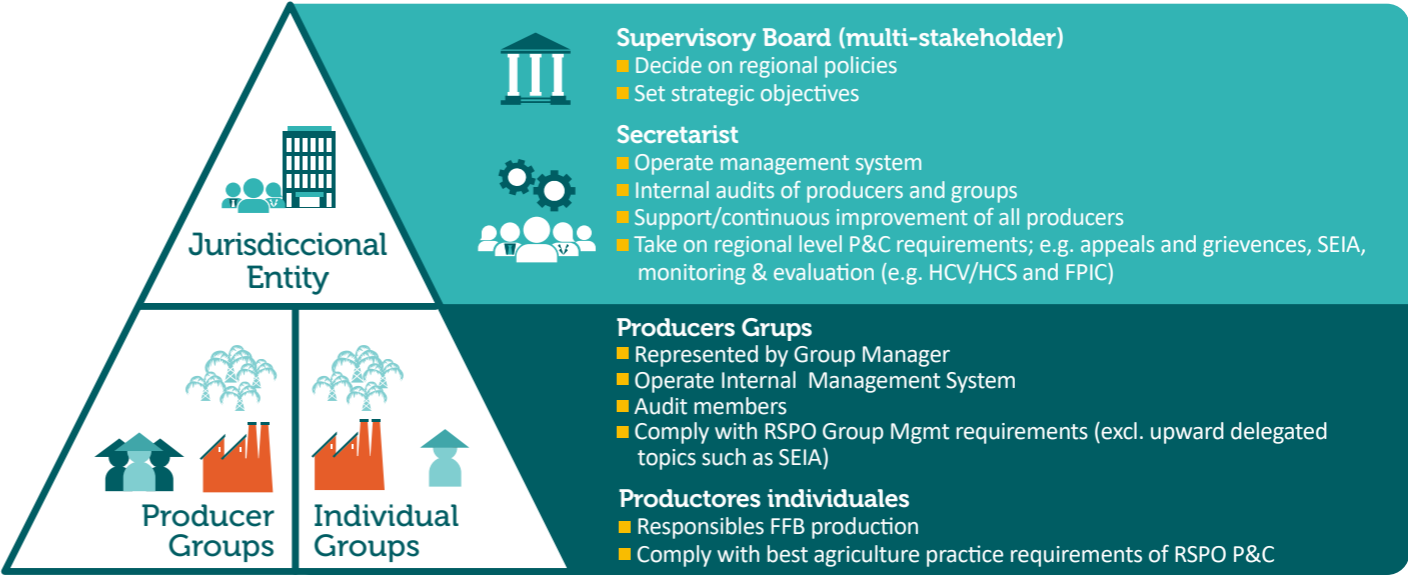 Jurisdiccional
Entity
Producer
Groups
Individual
Groups
Supervisory Board (multi-stakeholder)
Decide on regional policies
Set strategic objectives
Secretarist
Operate management system
Internal audits of producers and groups
Support/continuous improvement of all producers
Take on regional level P&C requirements; e.g. appeals and grievences, SEIA,
monitoring & evaluation (e.g. HCV/HCS and FPIC)
Producers Grups
Represented by Group Manager
Operate Internal Management System
Audit members
Comply with RSPO Group Mgmt requirements (excl. upward delegated
topics such as SEIA)
Productores individuales
Responsibles FFB production
Comply with best agriculture practice requirements of RSPO P&C